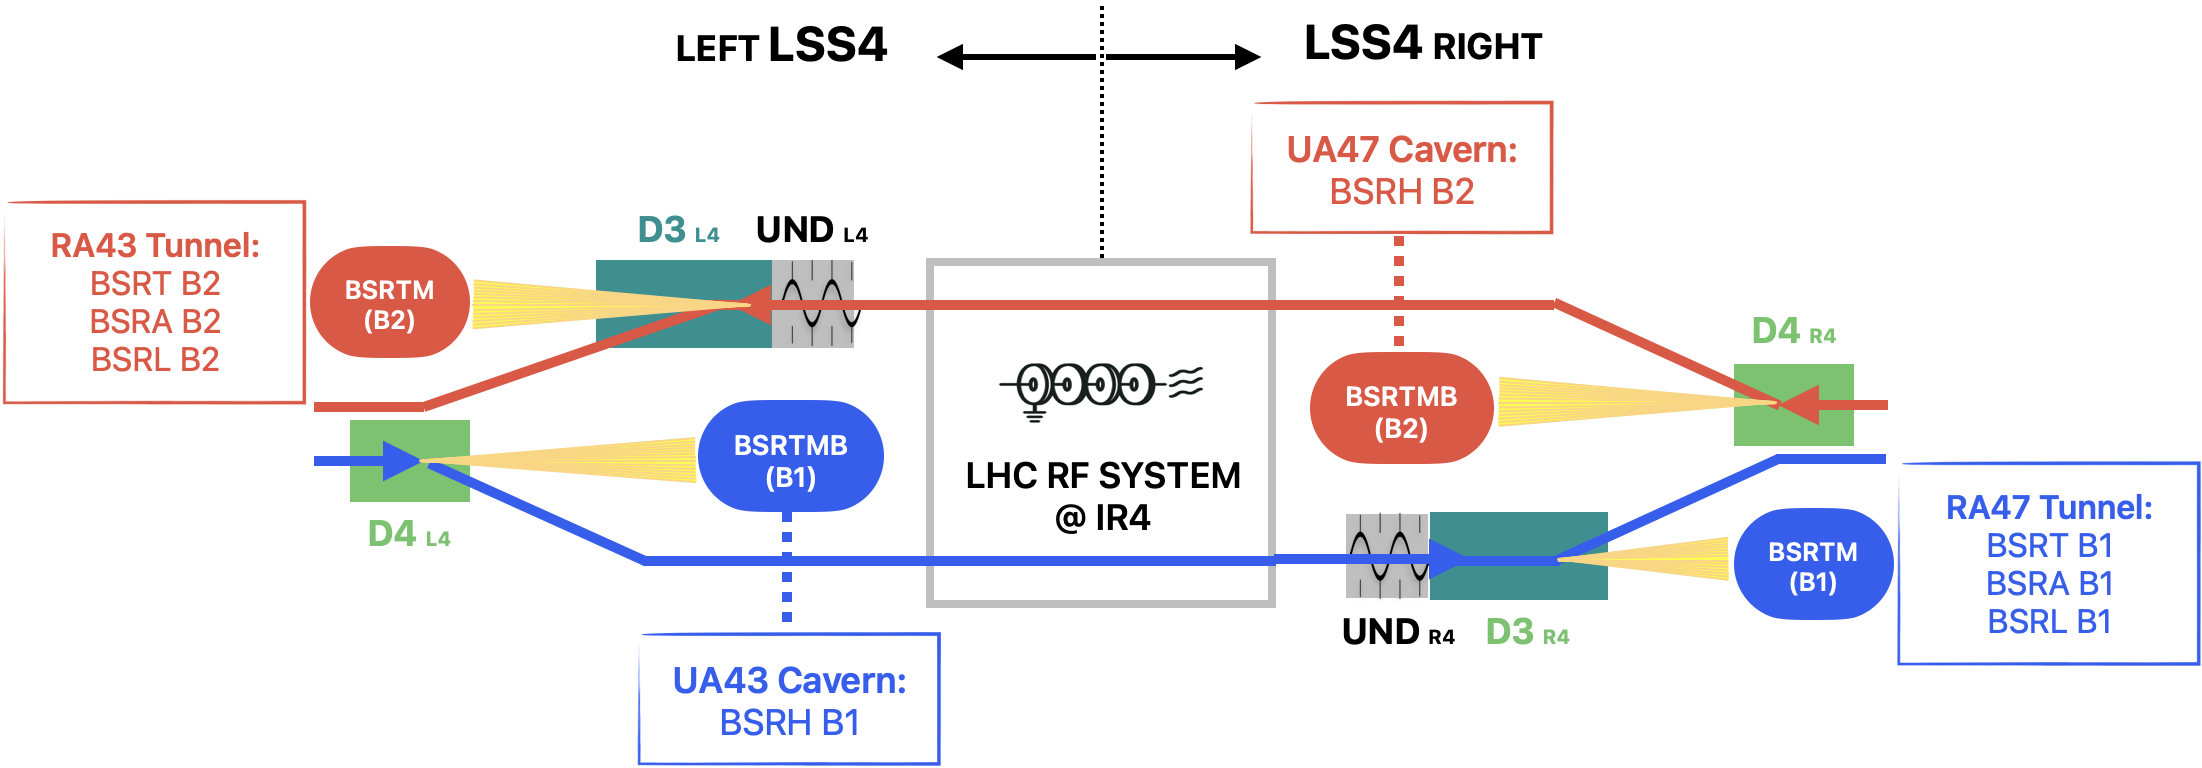 LEFT LSS4
LSS4 RIGHT
UA47 Cavern:
BSRH B2
RA43 Tunnel:
BSRT B2
BSRA B2
BSRL B2
BSRTM
(B2)
D3 L4
UND L4
D4 R4
BSRTMB
(B2)
BSRTMB
(B1)
D4 L4
LHC RF SYSTEM
@ IR4
UND R4
D3 R4
BSRTM
(B1)
RA47 Tunnel:
BSRT B1
BSRA B1
BSRL B1
UA43 Cavern:
BSRH B1